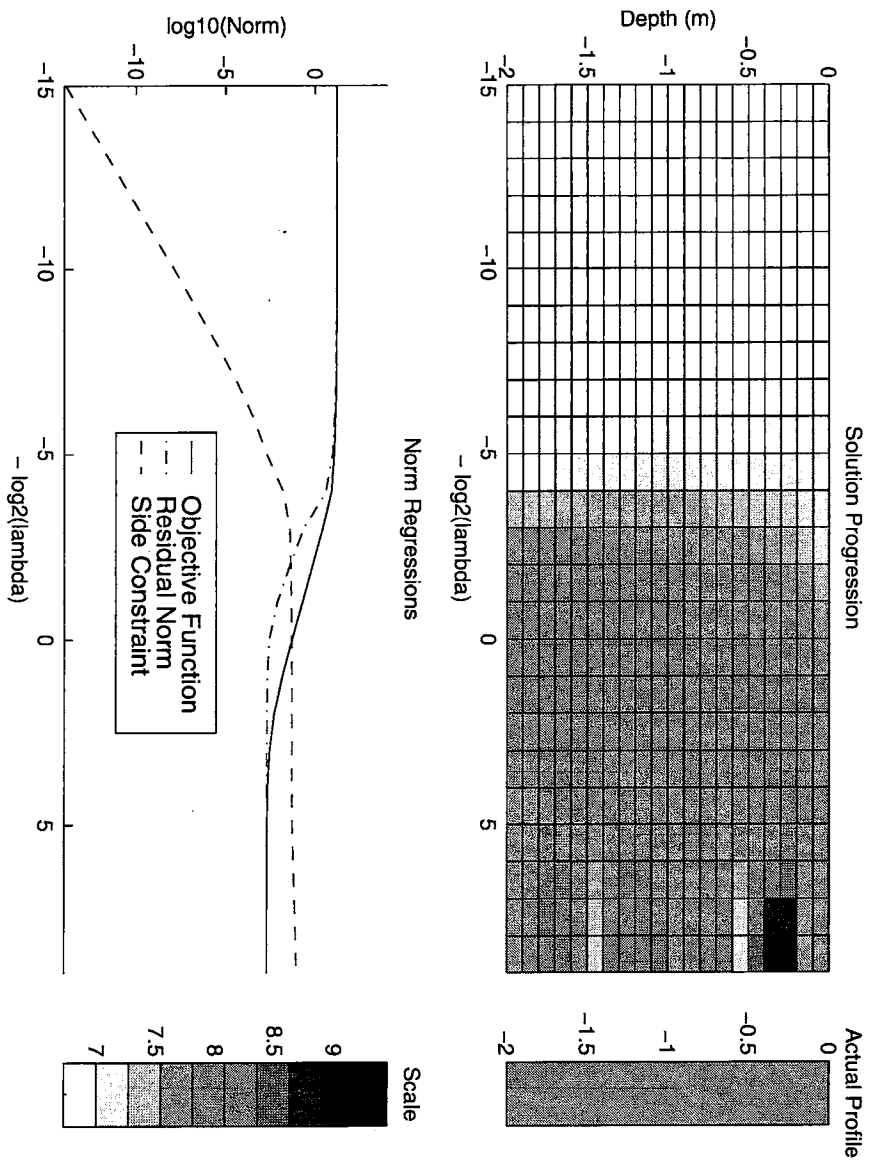 Solution Progression
Actual Profile
Depth (m)
0
−0.5
−1
−1.5
−2
−15
−10
−5
0
5
− log2(lambda)
0
−0.5
−1
−1.5
−2
Norm Regressions
Scale
log10(Norm)
0
−5
−10
−15
−10
−5
0
5
− log2(lambda)
Objective Function
Residual Norm
Side Constraint
9
8.5
8
7.5
7